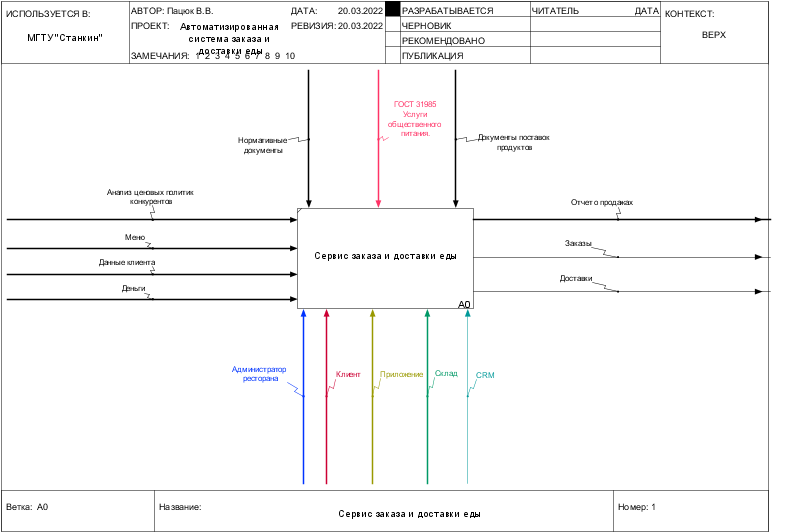 ИСПОЛЬЗУЕТСЯ В:
МГТУ"Станкин"
АВТОР: Пацюк В.В.
ДАТА: 20.03.2022
ПРОЕКТ: Автоматизированная система заказа и доставки еды
РЕВИЗИЯ: 20.03.2022
ЗАМЕЧАНИЯ: 1 2 3 4 5 6 7 8 9 10
РАЗРАБАТЫВАЕТСЯ
ЧЕРНОВИК
РЕКОМЕНДОВАНО
ПУБЛИКАЦИЯ
ЧИТАТЕЛЬ ДАТА
КОНТЕКСТ:
ВЕРХ
ГОСТ 31985
Услуги
общественного
питания.
Нормативные
документы
Документы поставок
продуктов
Анализ ценовых политик
конкурентов
Меню
Данные клиента
Деньги
Отчет о продажах
Заказы
Доставки
Сервис заказа и доставки еды
A0
Администратор
ресторана
Клиент
Приложение
Склад
CRM
Ветка: A0
Название:
Сервис заказа и доставки еды
Номер: 1